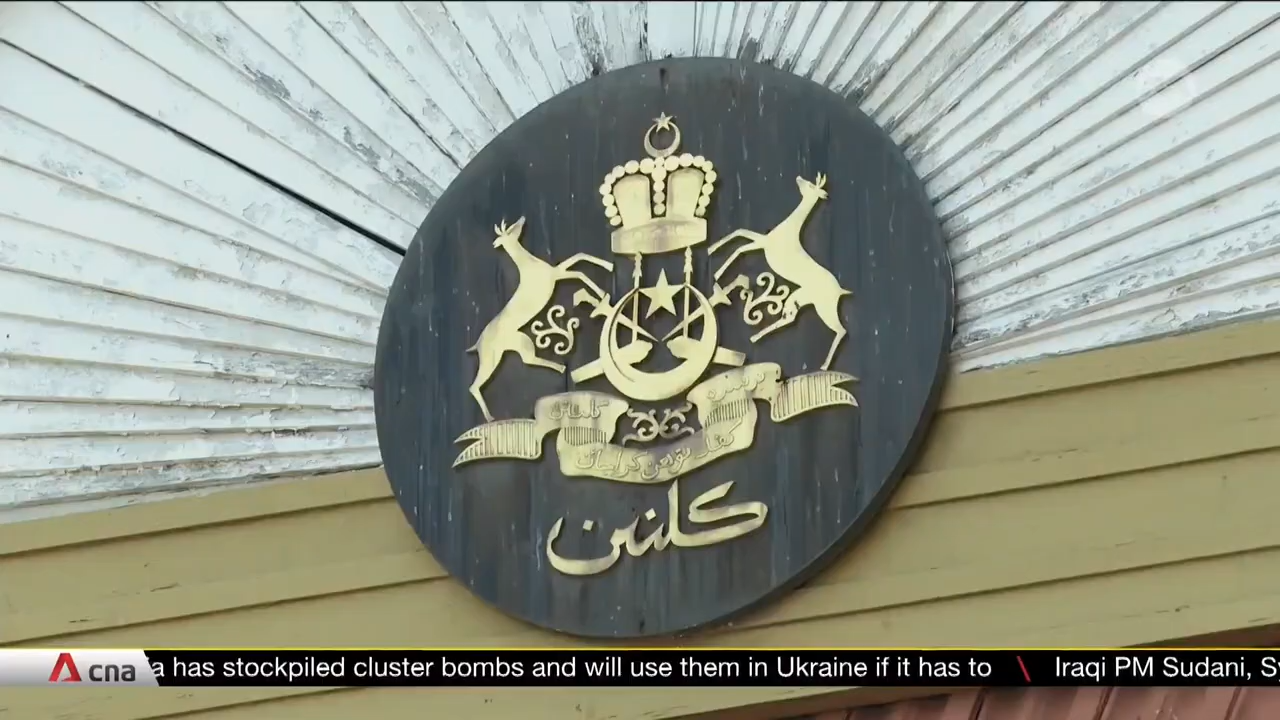 كلنتن
cna
a has stockpiled cluster bombs and will use them in Ukraine if it has to \ Iraqi PM Sudani, Sy